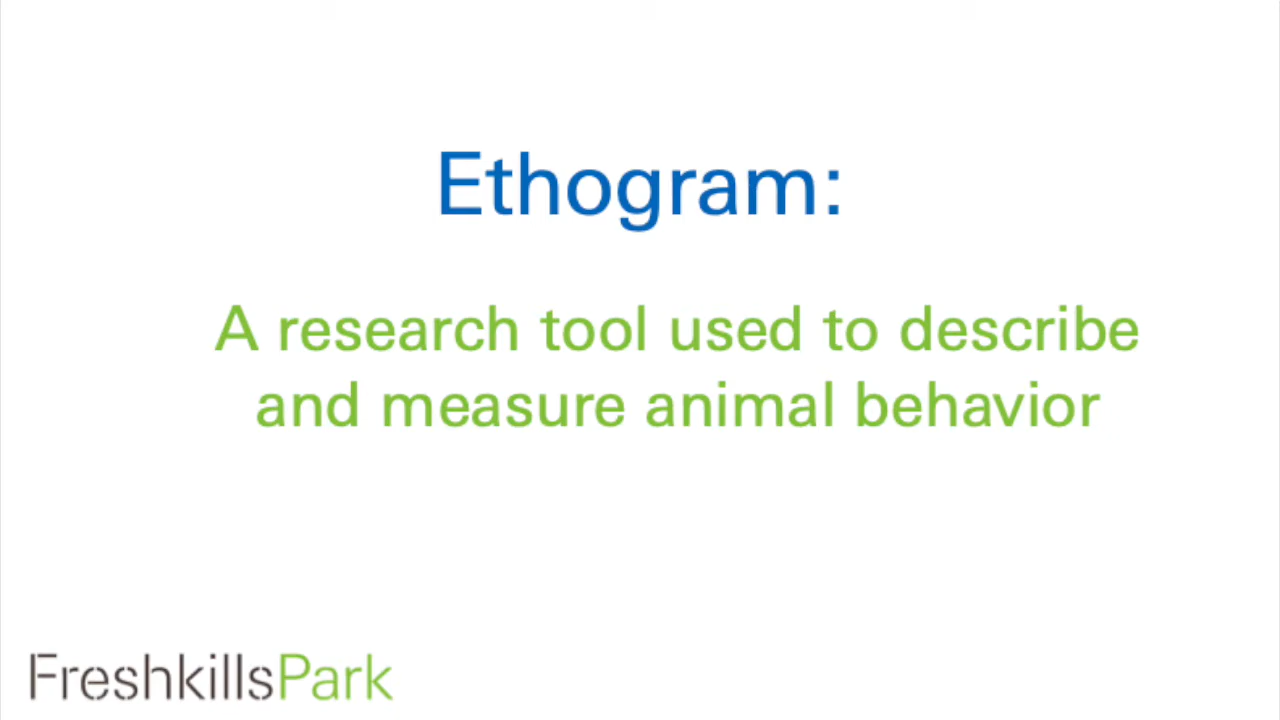 Ethogram:
A research tool used to describe
and measure animal behavior
FreshkillsPark